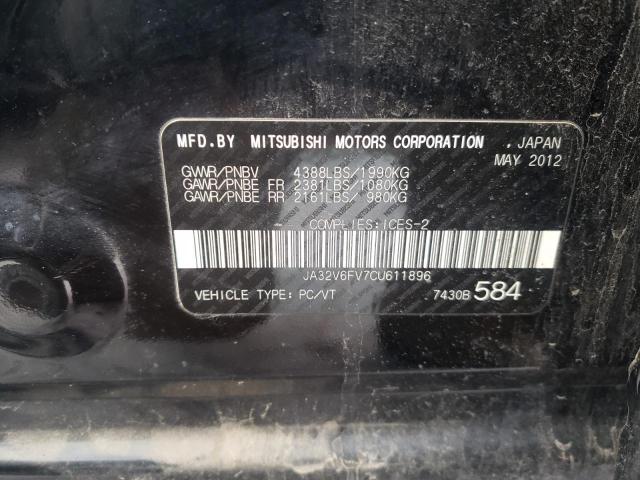 MFD.BY MITSUBISHI MOTORS CORPORATION , JAPAN
MAY 2012
GVWR/PNBV 4388LBS/1990KG
GAWR/PNBE FR 2381LBS/1080KG
GAWR/PNBE RR 2161LBS/ 980KG
COMPLIES:ICES-2
JA32V6FV7CU611896
VEHICLE TYPE: PC/VT 7430B 584